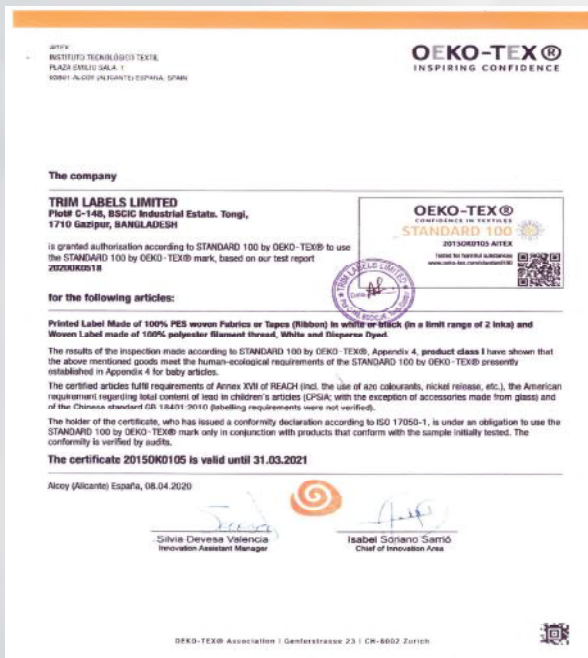 INSTITUTO TECNOLÓGICO TEXTIL
PLAZA EMILIO SALA, 1
03801 ALCOY (ALICANTE) ESPAÑA, SPAIN
OEKO-TEX®
INSPIRING CONFIDENCE
The company
TRIM LABELS LIMITED
Plot# C-148, BSCIC Industrial Estate. Tongi,
1710 Gazipur, BANGLADESH
is granted authorisation according to STANDARD 100 by OEKO-TEX® to use
the STANDARD 100 by OEKO-TEX® mark, based on our test report
2020OK0518
OEKO-TEX®
CONFIDENCE IN TEXTILES
STANDARD 100
2015OK0105 AITEX
Tested for harmful substances
www.oeko-tex.com/standard100
TRIM LABELS LIMITED
for the following articles:
Printed Label Made of 100% PES woven Fabrics or Tapes (Ribbon) in white or black (in a limit range of 2 inks) and
Woven Label made of 100% polyester filament thread, White and Disperse Dyed.
The results of the inspection made according to STANDARD 100 by OEKO-TEX®, Appendix 4, product class I have shown that
the above mentioned goods meet the human-ecological requirements of the STANDARD 100 by OEKO-TEX® presently
established in Appendix 4 for baby articles.
The certified articles fulfil requirements of Annex XVII of REACH (incl. the use of azo colourants, nickel release, etc.), the American
requirement regarding total content of lead in children's articles (CPSIA; with the exception of accessories made from glass) and
of the Chinese standard GB 18401:2010 (labelling requirements were not verified).
The holder of the certificate, who has issued a conformity declaration according to ISO 17050-1, is under an obligation to use the
STANDARD 100 by OEKO-TEX® mark only in conjunction with products that conform with the sample initially tested. The
conformity is verified by audits.
The certificate 2015OK0105 is valid until 31.03.2021
Alcoy (Alicante) España, 08.04.2020
Silvia Devesa Valencia
Innovation Assistant Manager
Isabel Soriano Sarrió
Chief of Innovation Area
OEKO-TEX® Association | Genferstrasse 23 | CH-8002 Zurich